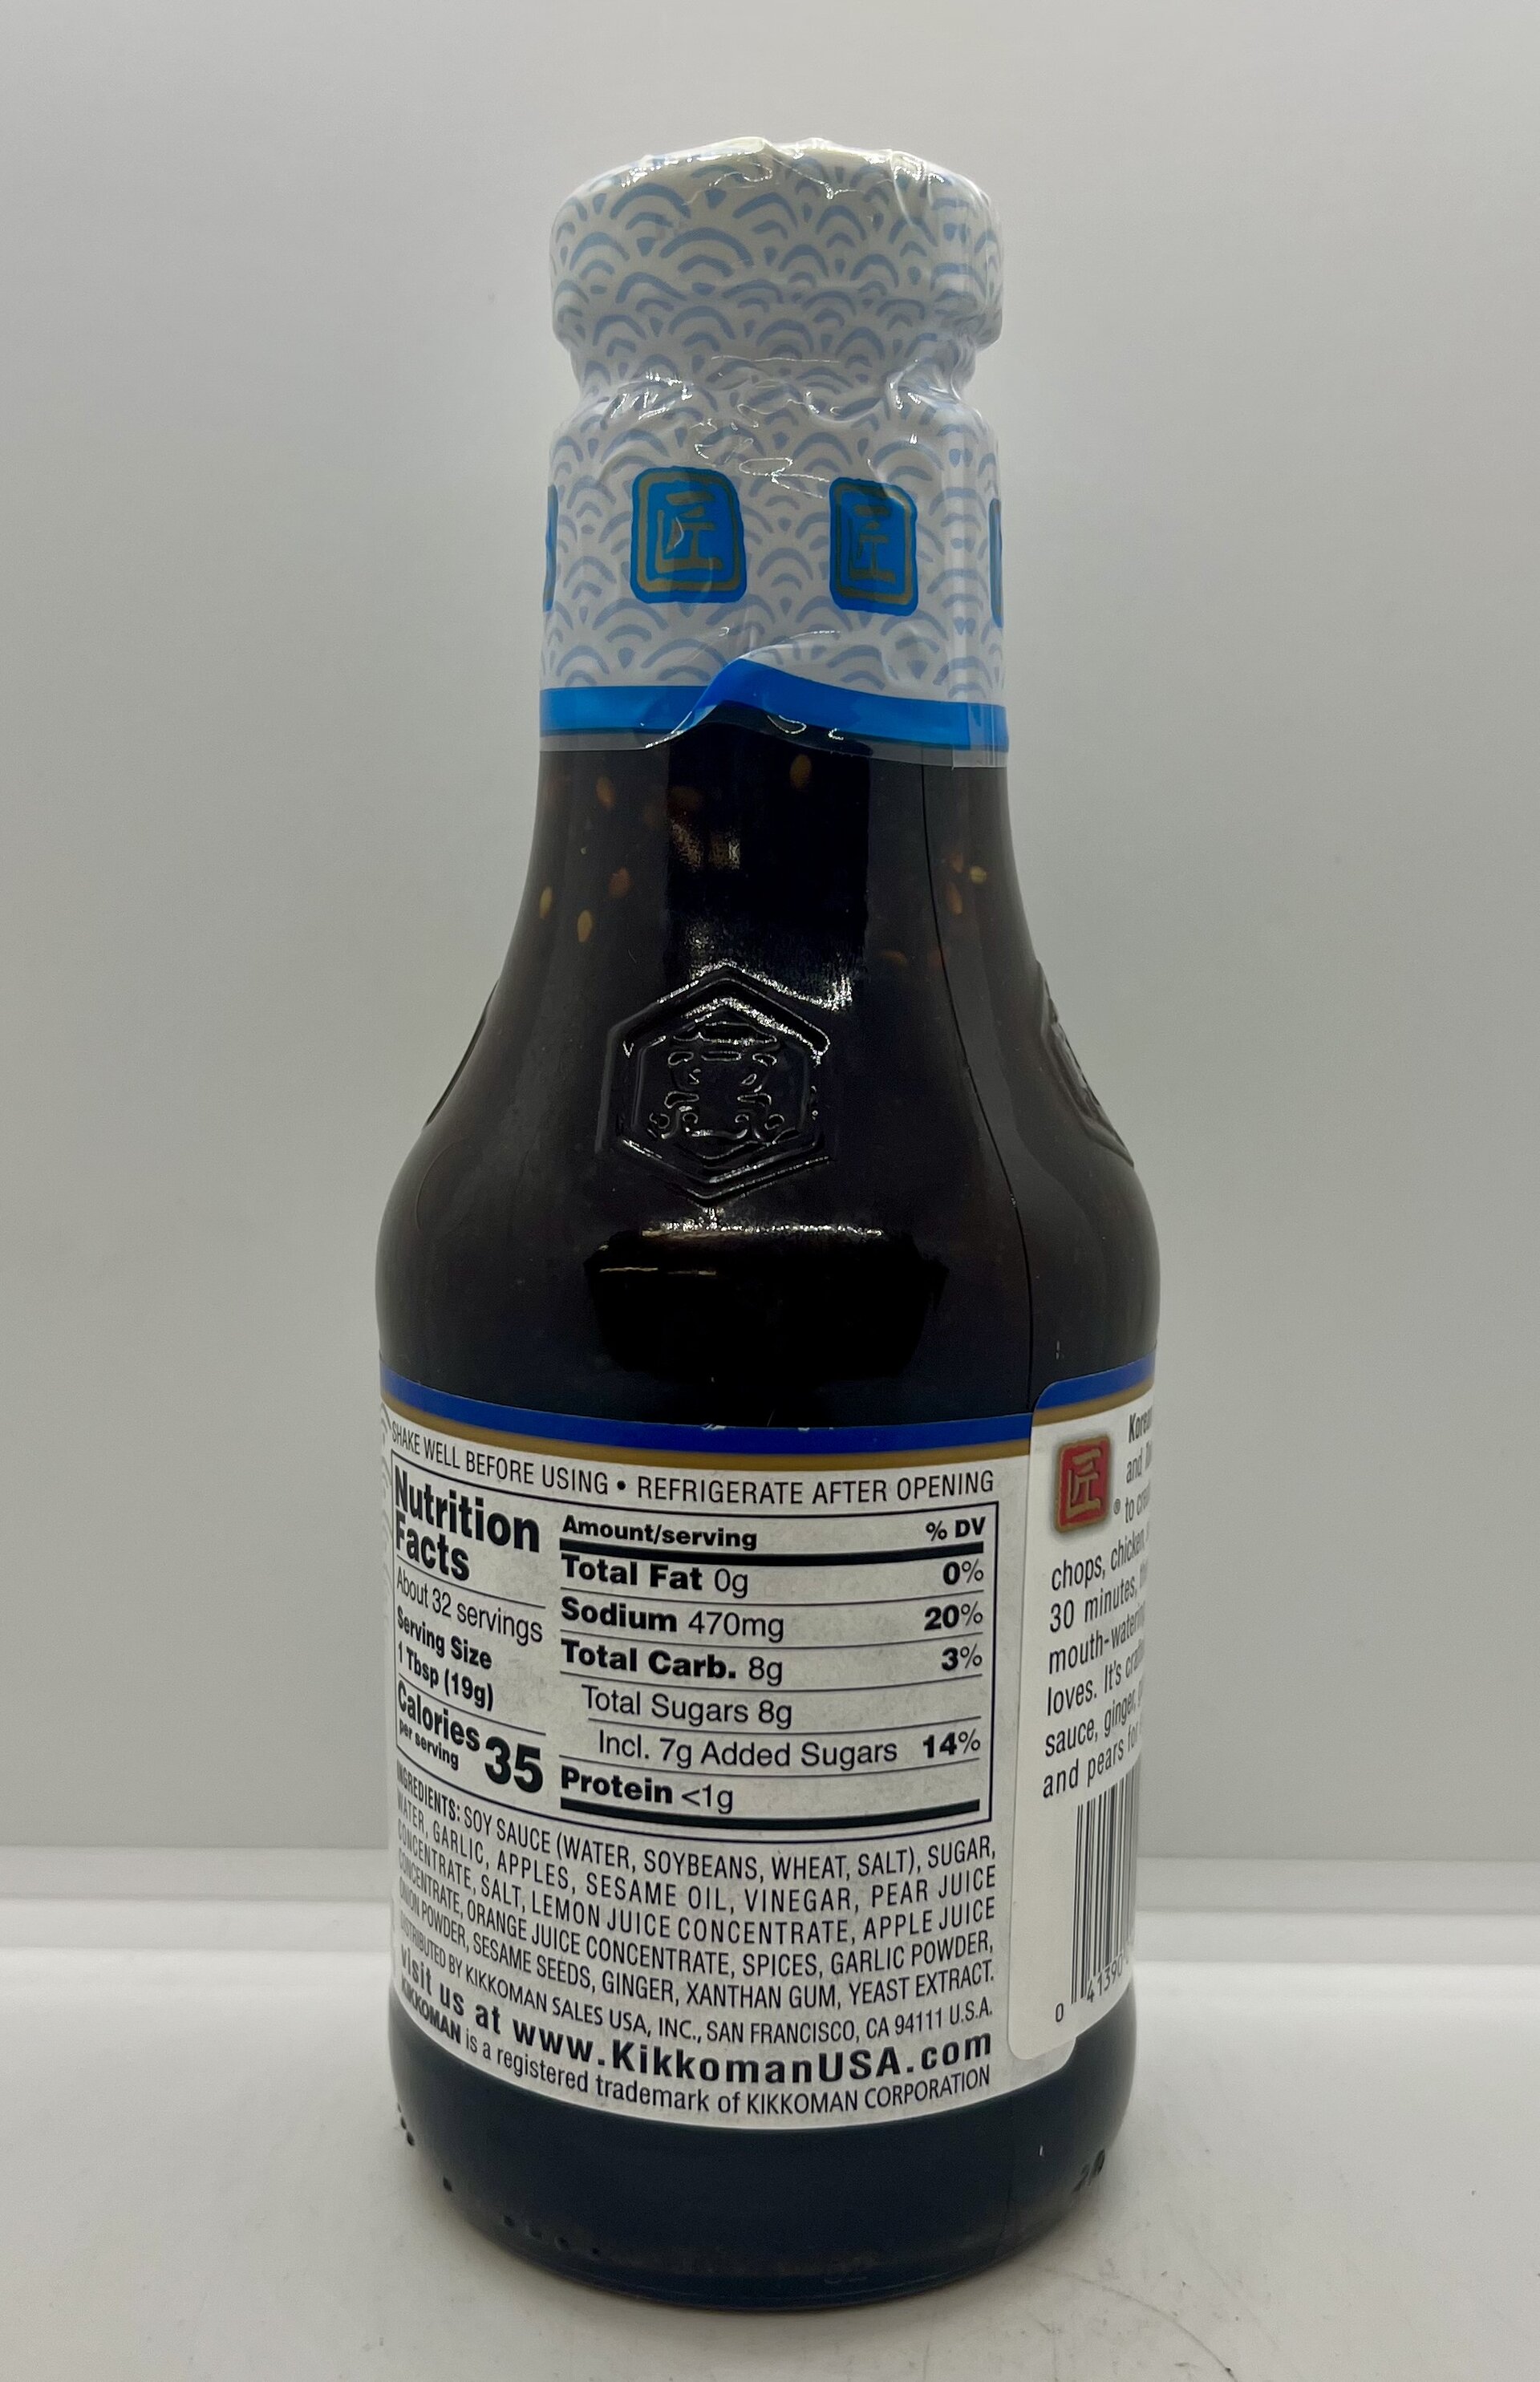 匠 匠
SHAKE WELL BEFORE USING • REFRIGERATE AFTER OPENING
Nutrition
Facts
About 32 servings
Serving Size
1 Tbsp (19g)
Calories 35
per serving
Amount/serving % DV
Total Fat 0g 0%
Sodium 470mg 20%
Total Carb. 8g 3%
Total Sugars 8g
Incl. 7g Added Sugars 14%
Protein <1g
INGREDIENTS: SOY SAUCE (WATER, SOYBEANS, WHEAT, SALT), SUGAR,
WATER, GARLIC, APPLES, SESAME OIL, VINEGAR, PEAR JUICE
CONCENTRATE, SALT, LEMON JUICE CONCENTRATE, APPLE JUICE
CONCENTRATE, ORANGE JUICE CONCENTRATE, SPICES, GARLIC POWDER,
ONION POWDER, SESAME SEEDS, GINGER, XANTHAN GUM, YEAST EXTRACT.
DISTRIBUTED BY KIKKOMAN SALES USA, INC., SAN FRANCISCO, CA 94111 U.S.A.
Visit us at www.KikkomanUSA.com
KIKKOMAN is a registered trademark of KIKKOMAN CORPORATION
匠 ®
and
to
chops, chicken,
30 minutes,
mouth-watering
loves. It's
sauce, ginger,
and pears
0 41390